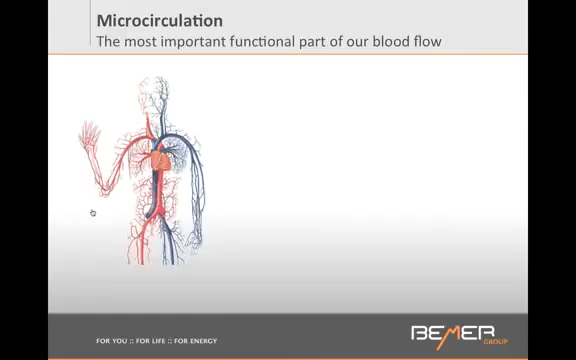 Microcirculation
The most important functional part of our blood flow
FOR YOU :: FOR LIFE :: FOR ENERGY
BEMER
GROUP